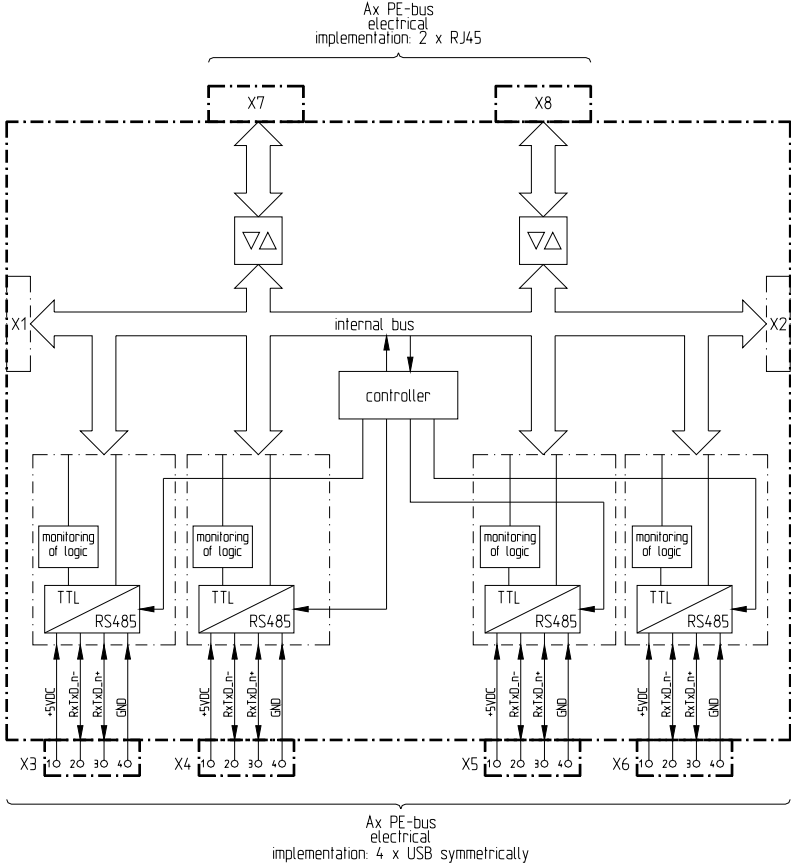 Ax PE-bus
electrical
implementation: 2 x RJ45
X7 X8
X1 internal bus X2
controller
monitoring monitoring monitoring monitoring
of logic of logic of logic of logic
TTL TTL TTL TTL
RS485 RS485 RS485 RS485
+5VDC RxTxD_n- RxTxD_n+ GND +5VDC RxTxD_n- RxTxD_n+ GND +5VDC RxTxD_n- RxTxD_n+ GND +5VDC RxTxD_n- RxTxD_n+ GND
X3 1 2 3 4 X4 1 2 3 4 X5 1 2 3 4 X6 1 2 3 4
Ax PE-bus
electrical
implementation: 4 x USB symmetrically